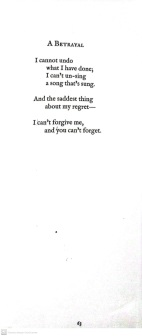 A BETRAYAL
I cannot undo
what I have done;
I can't un-sing
a song that's sung.
And the saddest thing
about my regret—
I can't forgive me,
and you can't forget.
63